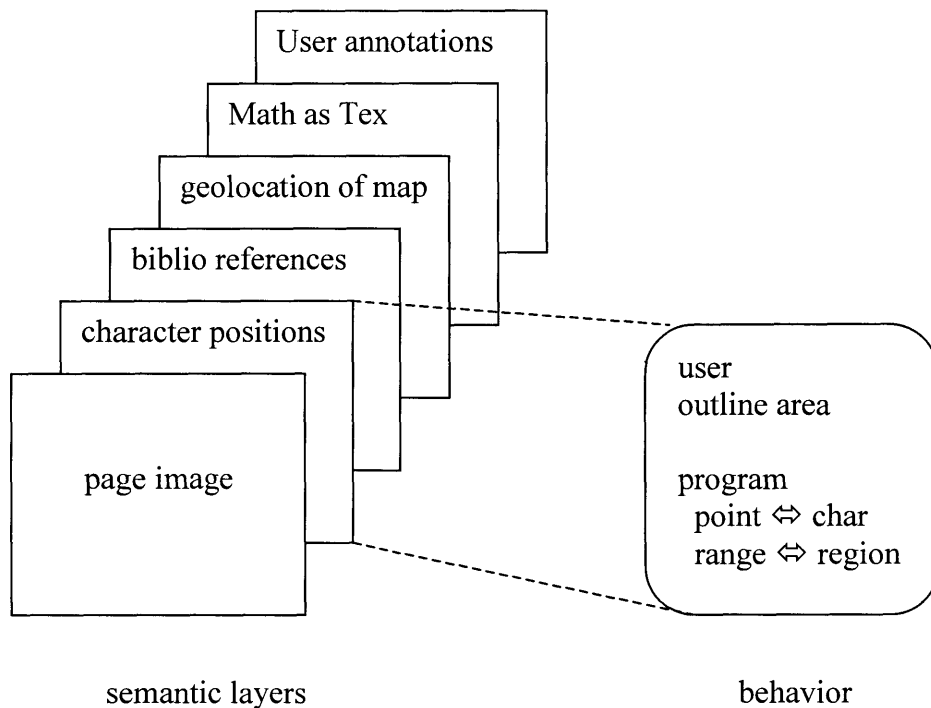 User annotations
Math as Tex
geolocation of map
biblio references
character positions
page image
user
outline area
program
point ⇔ char
range ⇔ region
semantic layers
behavior